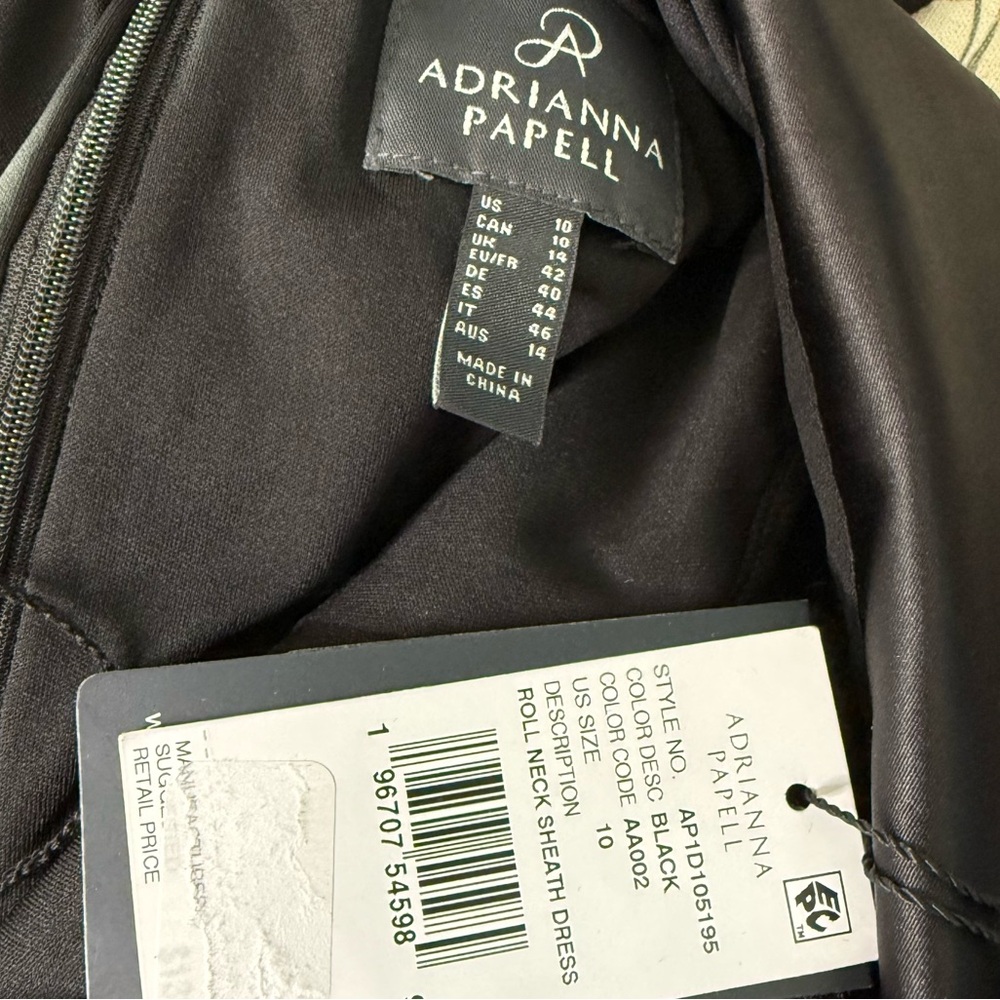 ADRIANNA
PAPELL
US 10
CAN 10
UK 14
EU/FR 42
DE 40
ES 44
IT 46
AUS 14
MADE IN
CHINA
ADRIANNA
PAPELL
STYLE NO. AP1D105195
COLOR DESC BLACK
COLOR CODE AA002
US SIZE 10
DESCRIPTION
ROLL NECK SHEATH DRESS
1 96707 54598
RETAIL PRICE